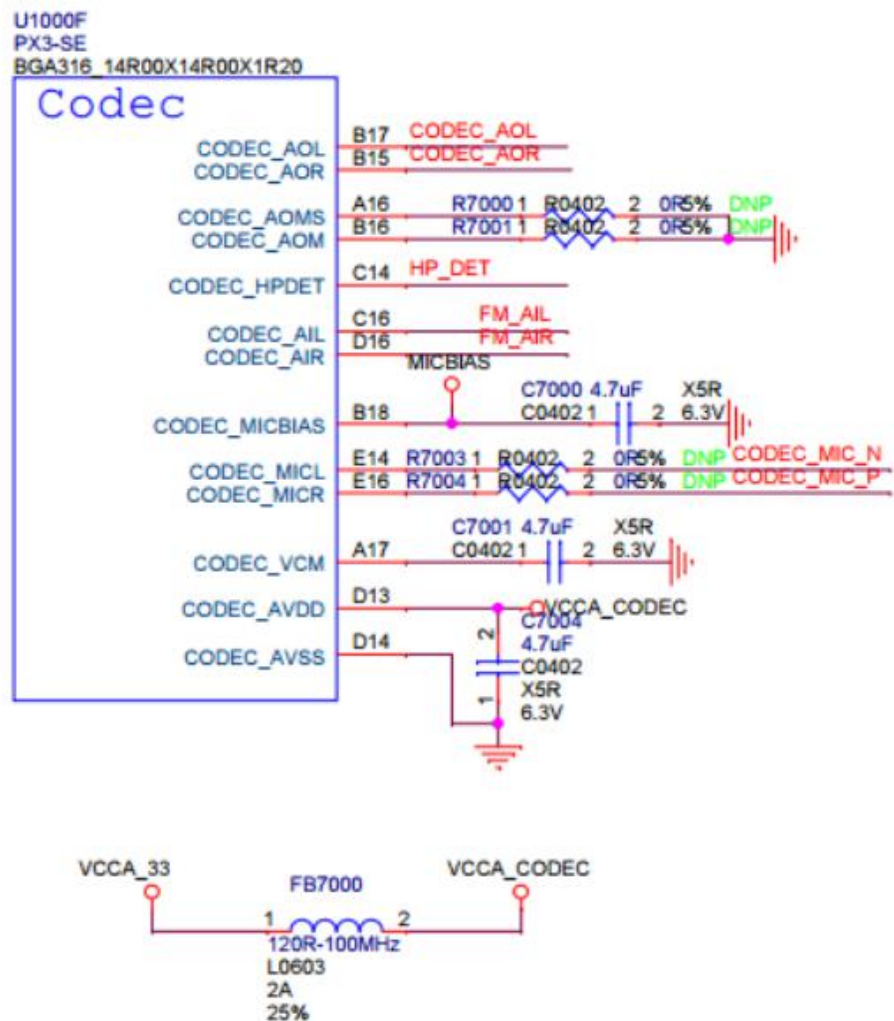 U1000F
PX3-SE
BGA316_14R00X14R00X1R20
Codec
CODEC_AOL B17 CODEC_AOL
CODEC_AOR B15 CODEC_AOR
CODEC_AOMS A16 R7000 1 R0402 2 0R5% DNP
CODEC_AOM B16 R7001 1 R0402 2 0R5% DNP
CODEC_HPDET C14 HP_DET
CODEC_AIL C16 FM_AIL
CODEC_AIR D16 FM_AIR
MICBIAS
C7000 4.7uF X5R
CODEC_MICBIAS B18 C0402 1 2 6.3V
CODEC_MICL E14 R7003 1 R0402 2 0R5% DNP CODEC_MIC_N
CODEC_MICR E16 R7004 1 R0402 2 0R5% DNP CODEC_MIC_P
C7001 4.7uF X5R
CODEC_VCM A17 C0402 1 2 6.3V
CODEC_AVDD D13 VCCA_CODEC
C7004
2 4.7uF
CODEC_AVSS D14 C0402
X5R
1 6.3V
VCCA_33 FB7000 VCCA_CODEC
1 2
120R-100MHz
L0603
2A
25%